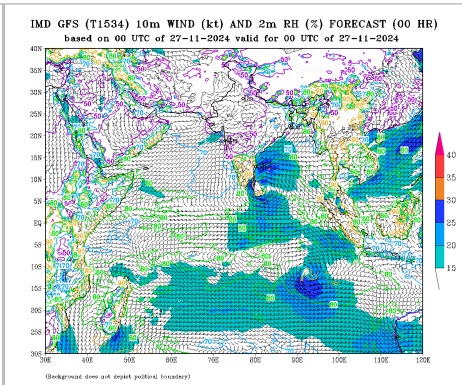 IMD GFS (T1534) 10m WIND (kt) AND 2m RH (%) FORECAST (00 HR)
based on 00 UTC of 27-11-2024 valid for 00 UTC of 27-11-2024
40N
35N
30N
25N
20N
15N
10N
5N
EQ
5S
10S
15S
20S
25S
30S
30E 40E 50E 60E 70E 80E 90E 100E 110E 120E
40
35
30
25
20
15
(Background does not depict political boundary)